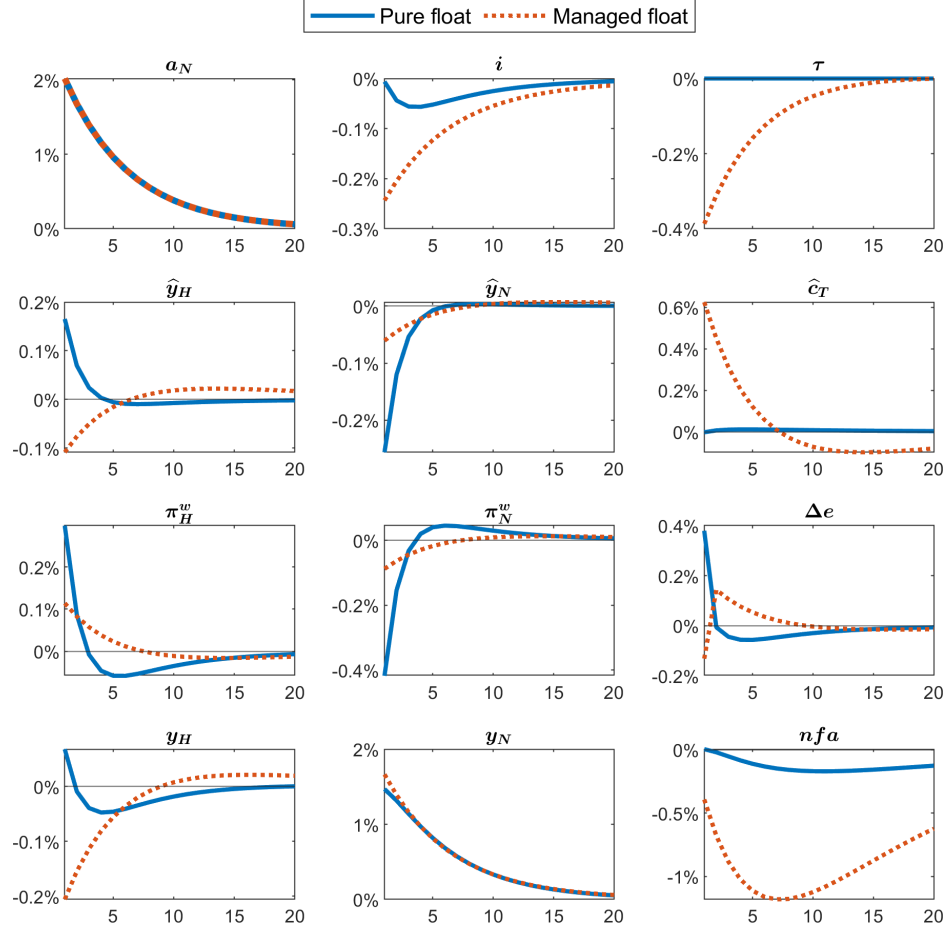 Pure float Managed float
a_N i τ
2% 0% 0%
1% -0.1% -0.2%
0% -0.2% -0.4%
-0.3%
5 10 15 20 5 10 15 20 5 10 15 20
ŷ_H ŷ_N ĉ_T
0.2% 0% 0.6%
0.1% -0.1% 0.4%
0% -0.2% 0.2%
-0.1% 0%
5 10 15 20 5 10 15 20 5 10 15 20
π^w_H π^w_N Δe
0.2% 0% 0.4%
0.1% -0.2% 0.2%
0% -0.4% 0%
-0.2%
5 10 15 20 5 10 15 20 5 10 15 20
y_H y_N nfa
0% 2% 0%
-0.1% 1% -0.5%
-0.2% 0% -1%
5 10 15 20 5 10 15 20 5 10 15 20